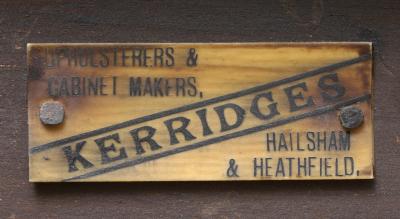 UPHOLSTERERS &
CABINET MAKERS,
KERRIDGES
HAILSHAM
& HEATHFIELD.